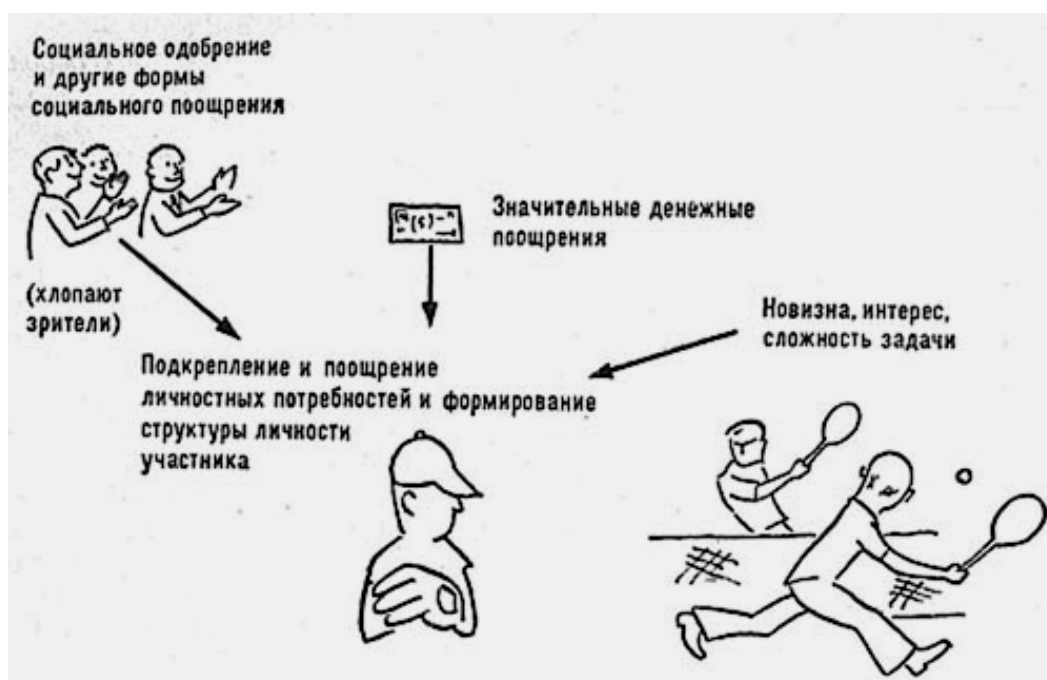 Социальное одобрение
и другие формы
социального поощрения
(хлопают
зрители)
Значительные денежные
поощрения
Новизна, интерес,
сложность задачи
Подкрепление и поощрение
личностных потребностей и формирование
структуры личности
участника